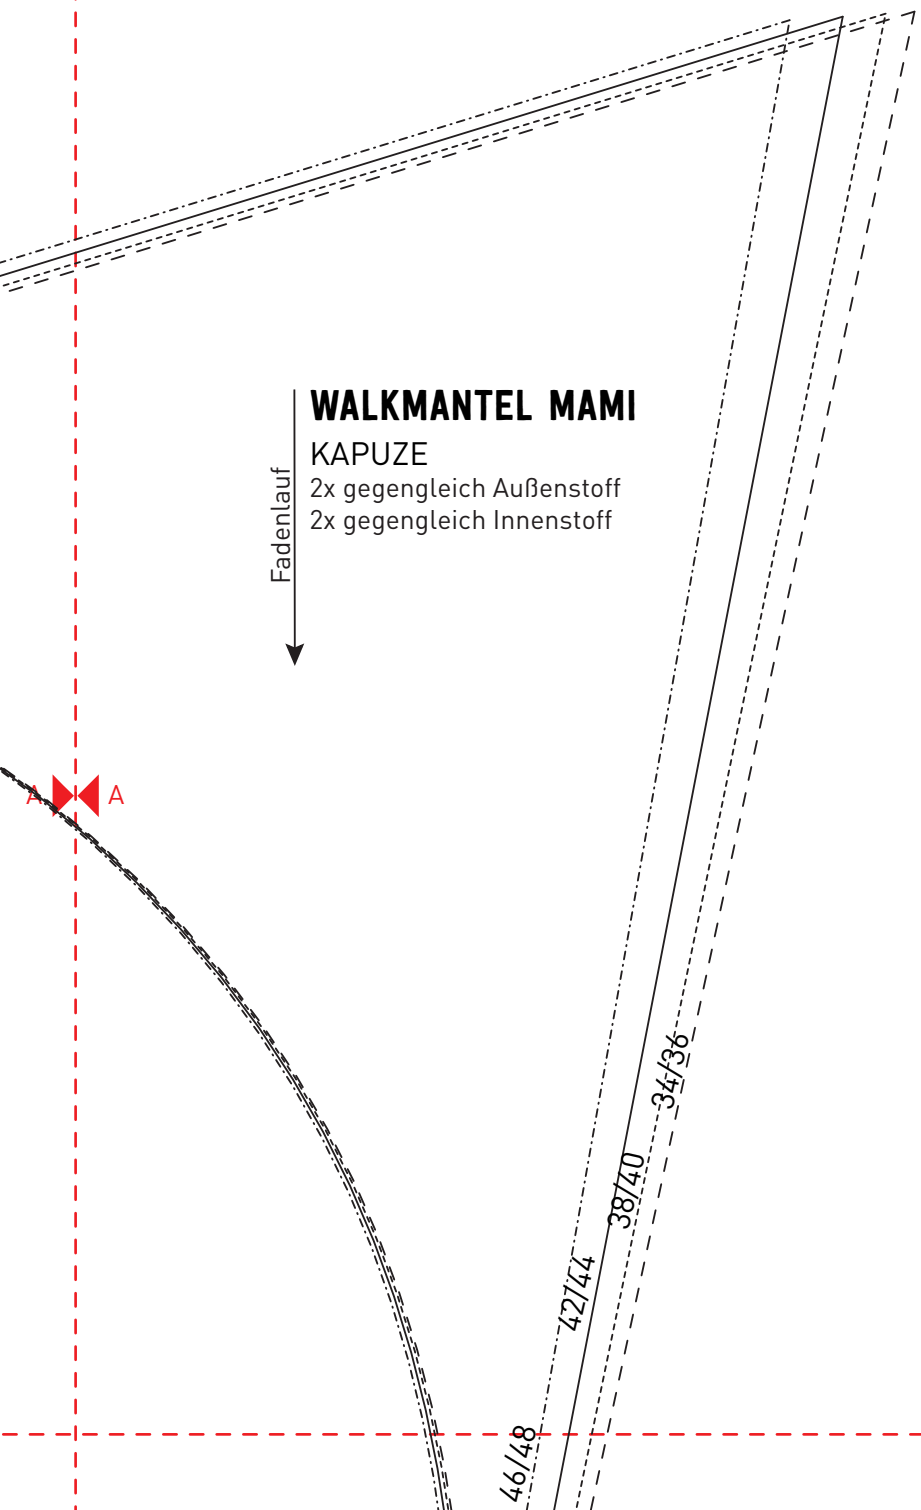 WALKMANTEL MAMI
KAPUZE
2x gegengleich Außenstoff
2x gegengleich Innenstoff
Fadenlauf
A A
34/36
38/40
42/44
46/48